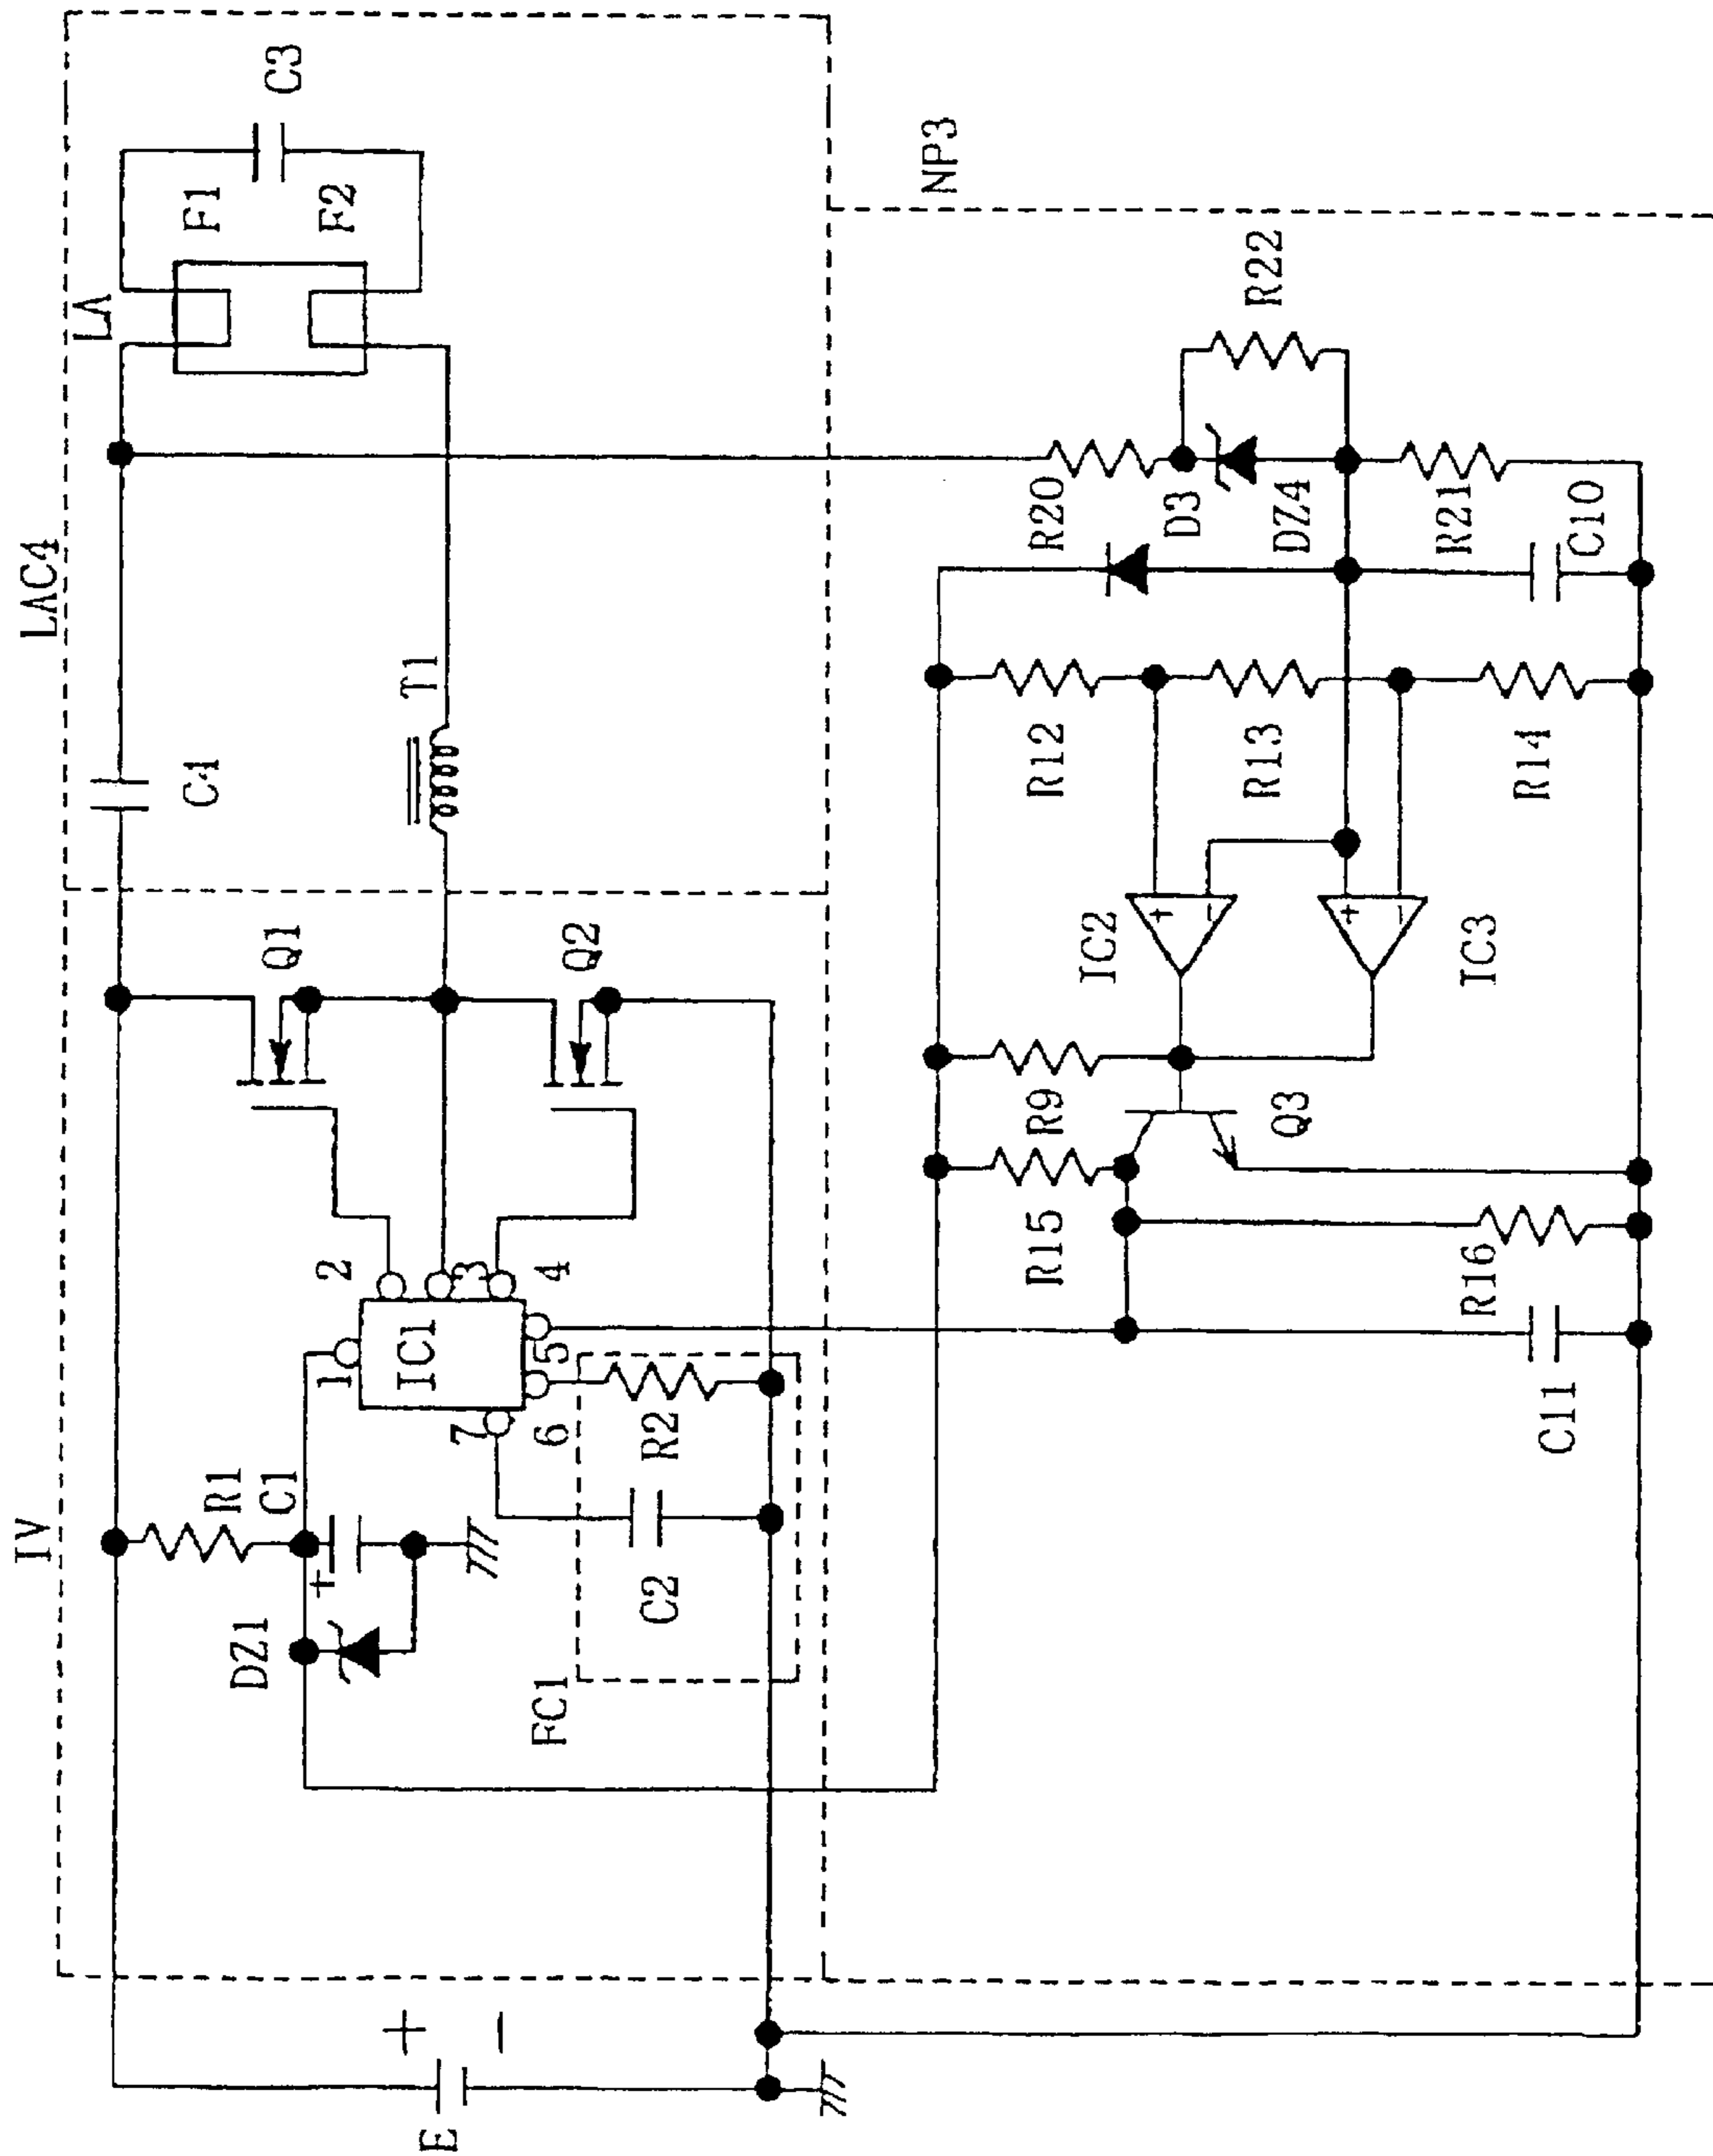 LAC4
IV
LA
F1
F2
C3
C4
T1
Q1
Q2
IC1
1
2
3
4
5
6
7
R1
C1
DZ1
R2
C2
FC1
E
+
−
+
NP3
R20
D3
DZ4
R22
R21
C10
R12
R13
R14
IC2
+
−
IC3
+
−
R9
Q3
R15
R16
C11